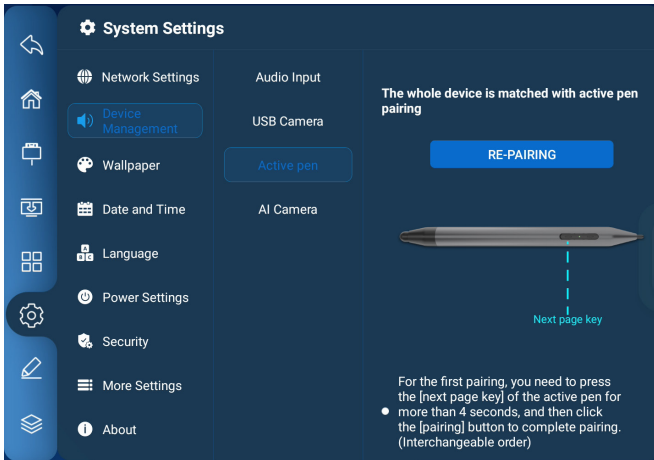 System Settings
Network Settings
Device
Management
Wallpaper
Date and Time
A
B C
Language
Power Settings
Security
More Settings
About
Audio Input
USB Camera
Active pen
AI Camera
The whole device is matched with active pen
pairing
RE-PAIRING
Next page key
For the first pairing, you need to press
the [next page key] of the active pen for
more than 4 seconds, and then click
the [pairing] button to complete pairing.
(Interchangeable order)